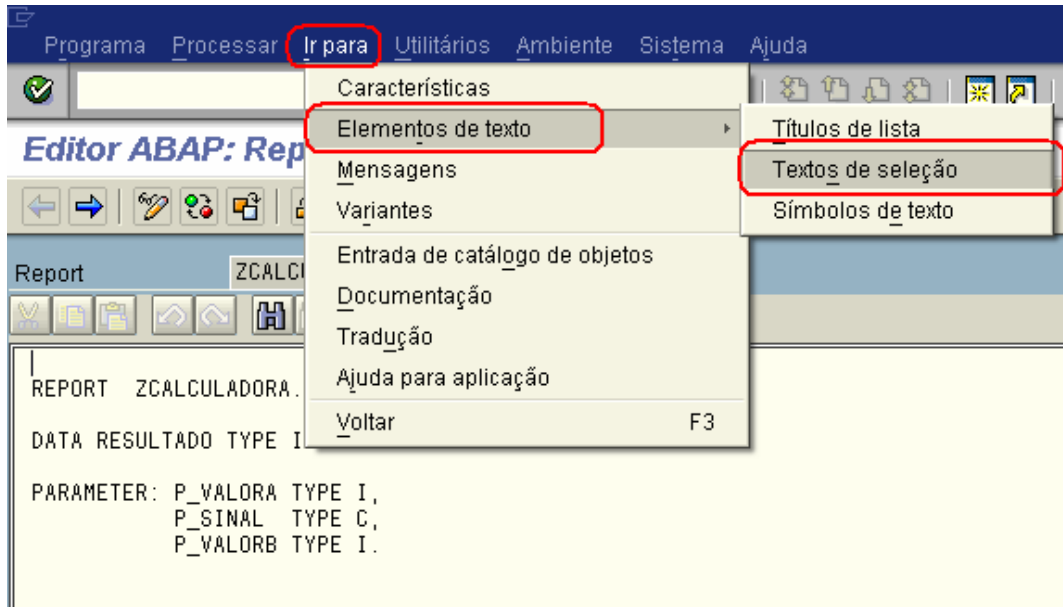 Programa Processar Ir para Utilitários Ambiente Sistema Ajuda
Características
Elementos de texto
Títulos de lista
Editor ABAP: Rep
Mensagens
Textos de seleção
Variantes
Símbolos de texto
Entrada de catálogo de objetos
Report ZCALCU
Documentação
Tradução
Ajuda para aplicação
Voltar F3
REPORT ZCALCULADORA.
DATA RESULTADO TYPE I
PARAMETER: P_VALORA TYPE I,
P_SINAL TYPE C,
P_VALORB TYPE I.